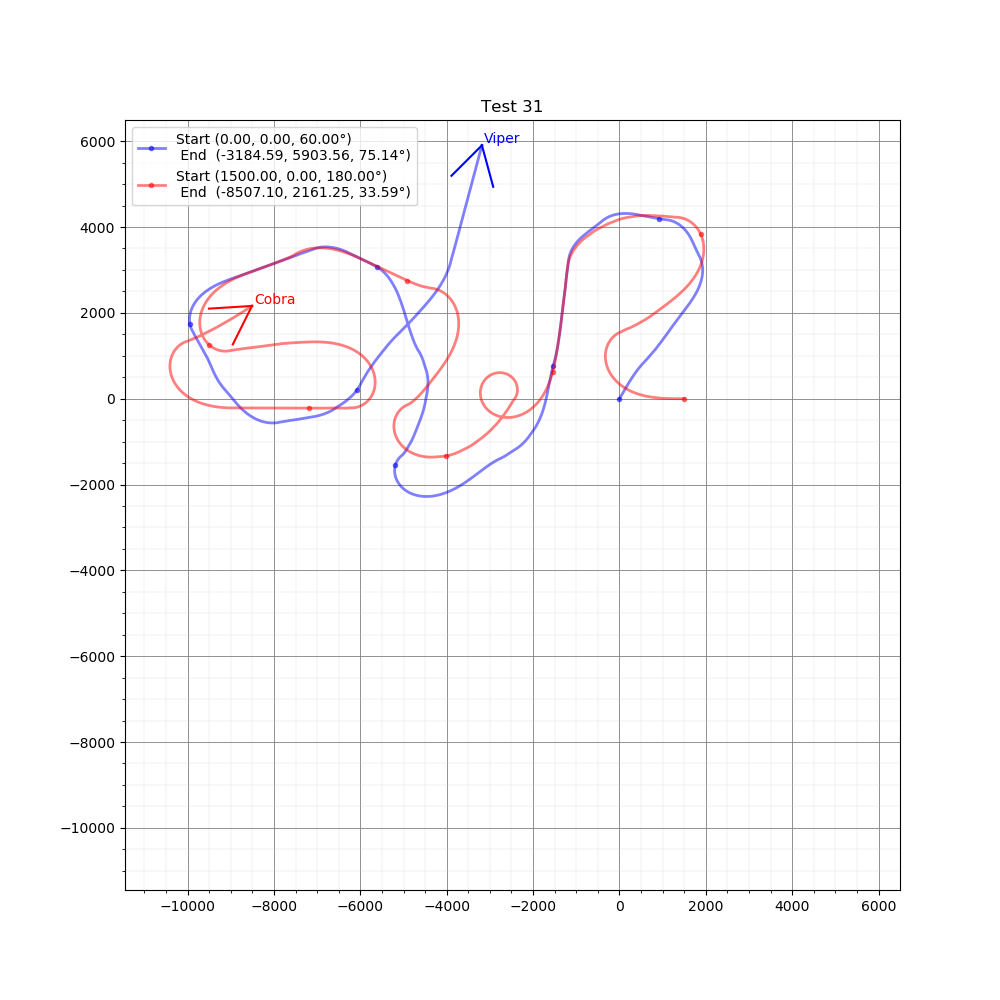 Test 31
Start (0.00, 0.00, 60.00°)
End (-3184.59, 5903.56, 75.14°)
Start (1500.00, 0.00, 180.00°)
End (-8507.10, 2161.25, 33.59°)
Viper
Cobra
6000
4000
2000
0
−2000
−4000
−6000
−8000
−10000
−10000 −8000 −6000 −4000 −2000 0 2000 4000 6000